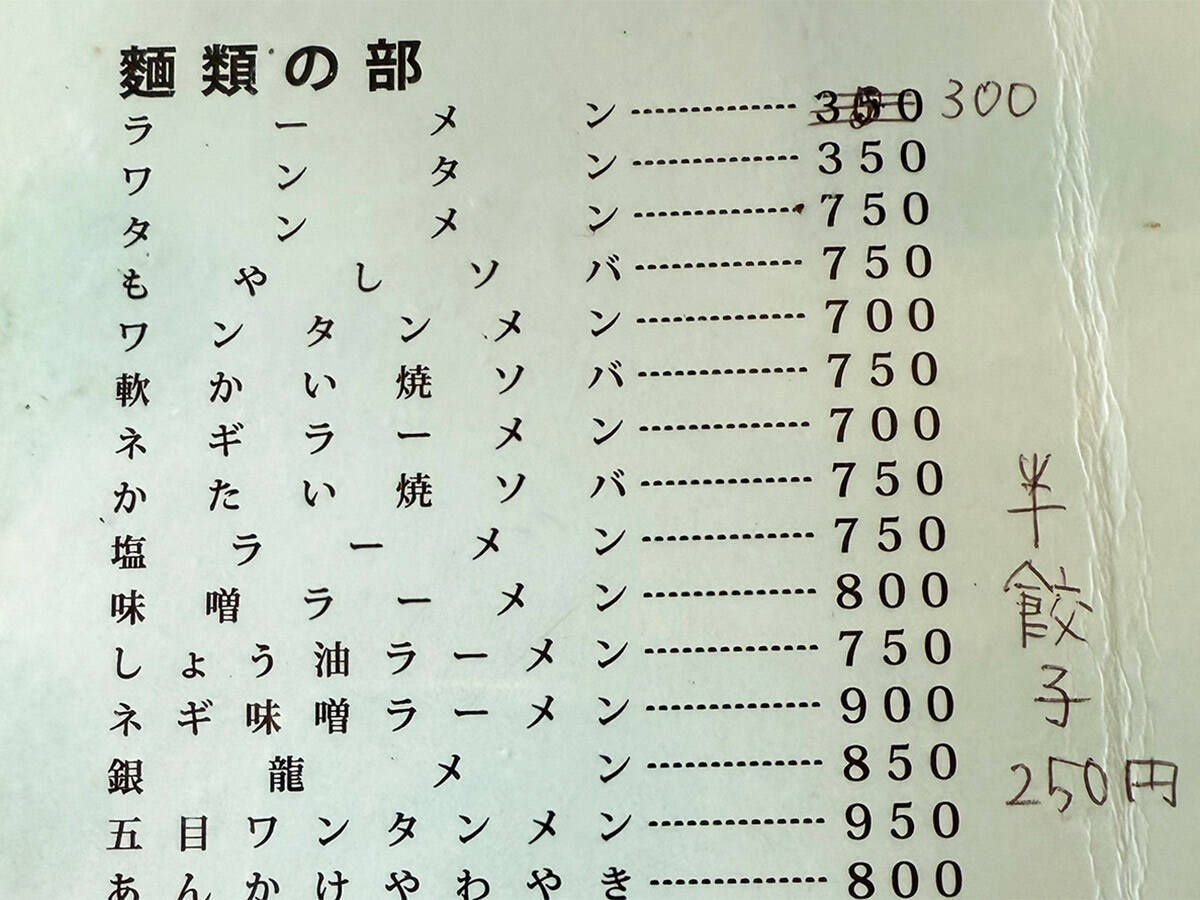 麵類の部
ラーメン……………350 300
ワンタン……………350
タンメン……………750
もやしソバ……………750
ワンタンメン……………700
軟かい焼ソバ……………750
ネギラーメン……………700
かたい焼ソバ……………750
塩ラーメン……………750
味噌ラーメン……………800
しょう油ラーメン……………750
ネギ味噌ラーメン……………900
銀龍メン……………850
五目ワンタンメン……………950
あんかけやわやき……………800
半餃子
250円